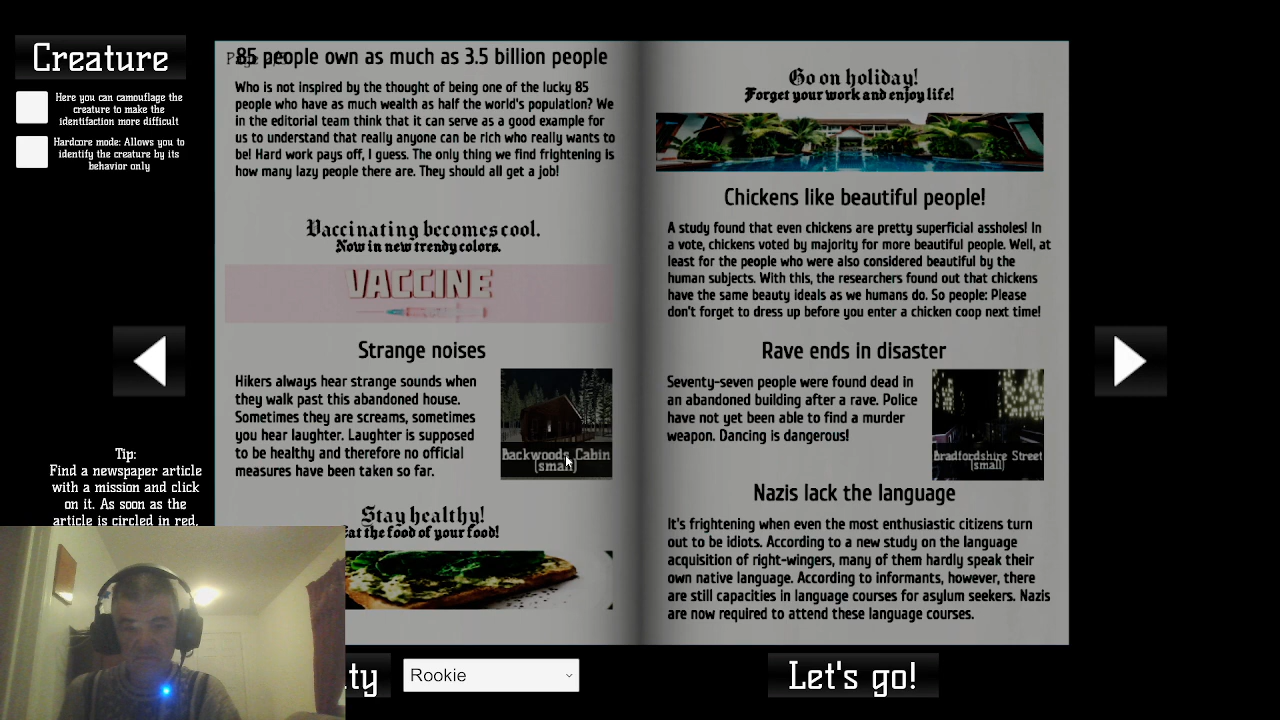 Creature
Here you can camouflage the
creature to make the
identifaction more difficult
Hardcore mode: Allows you to
identify the creature by its
behavior only
85 people own as much as 3.5 billion people
Who is not inspired by the thought of being one of the lucky 85
people who have as much wealth as half the world's population? We
in the editorial team think that it can serve as a good example for
us to understand that really anyone can be rich who really wants to
be! Hard work pays off, I guess. The only thing we find frightening is
how many lazy people there are. They should all get a job!
Vaccinating becomes cool.
Now in new trendy colors.
VACCINE
Strange noises
Hikers always hear strange sounds when
they walk past this abandoned house.
Sometimes they are screams, sometimes
you hear laughter. Laughter is supposed
to be healthy and therefore no official
measures have been taken so far.
Backwoods Cabin
(small)
Stay healthy!
Eat the food of your food!
Go on holiday!
Forget your work and enjoy life!
Chickens like beautiful people!
A study found that even chickens are pretty superficial assholes! In
a vote, chickens voted by majority for more beautiful people. Well, at
least for the people who were also considered beautiful by the
human subjects. With this, the researchers found out that chickens
have the same beauty ideals as we humans do. So people: Please
don't forget to dress up before you enter a chicken coop next time!
Rave ends in disaster
Seventy-seven people were found dead in
an abandoned building after a rave. Police
have not yet been able to find a murder
weapon. Dancing is dangerous!
Bradfordshire Street
(small)
Nazis lack the language
It's frightening when even the most enthusiastic citizens turn
out to be idiots. According to a new study on the language
acquisition of right-wingers, many of them hardly speak their
own native language. According to informants, however, there
are still capacities in language courses for asylum seekers. Nazis
are now required to attend these language courses.
Tip:
Find a newspaper article
with a mission and click
on it. As soon as the
article is circled in red,
ty
Rookie
Let's go!